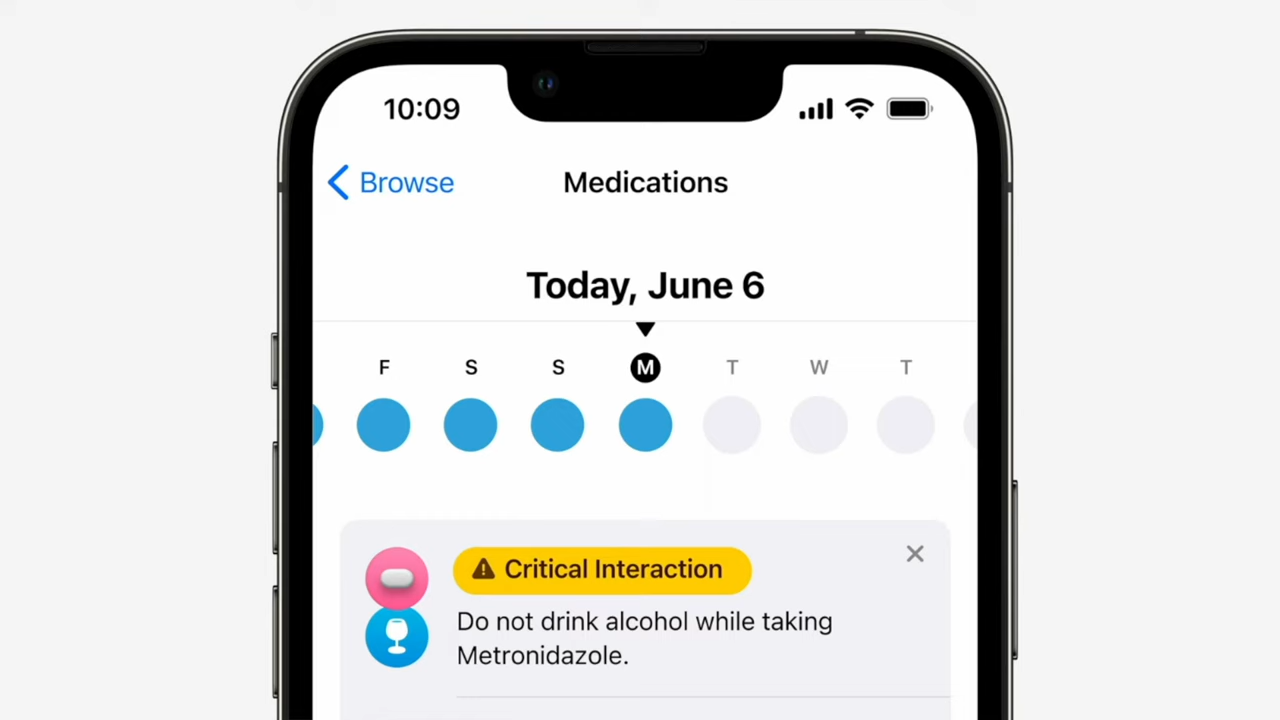 10:09
Browse
Medications
Today, June 6
F S S M T W T
Critical Interaction
Do not drink alcohol while taking
Metronidazole.